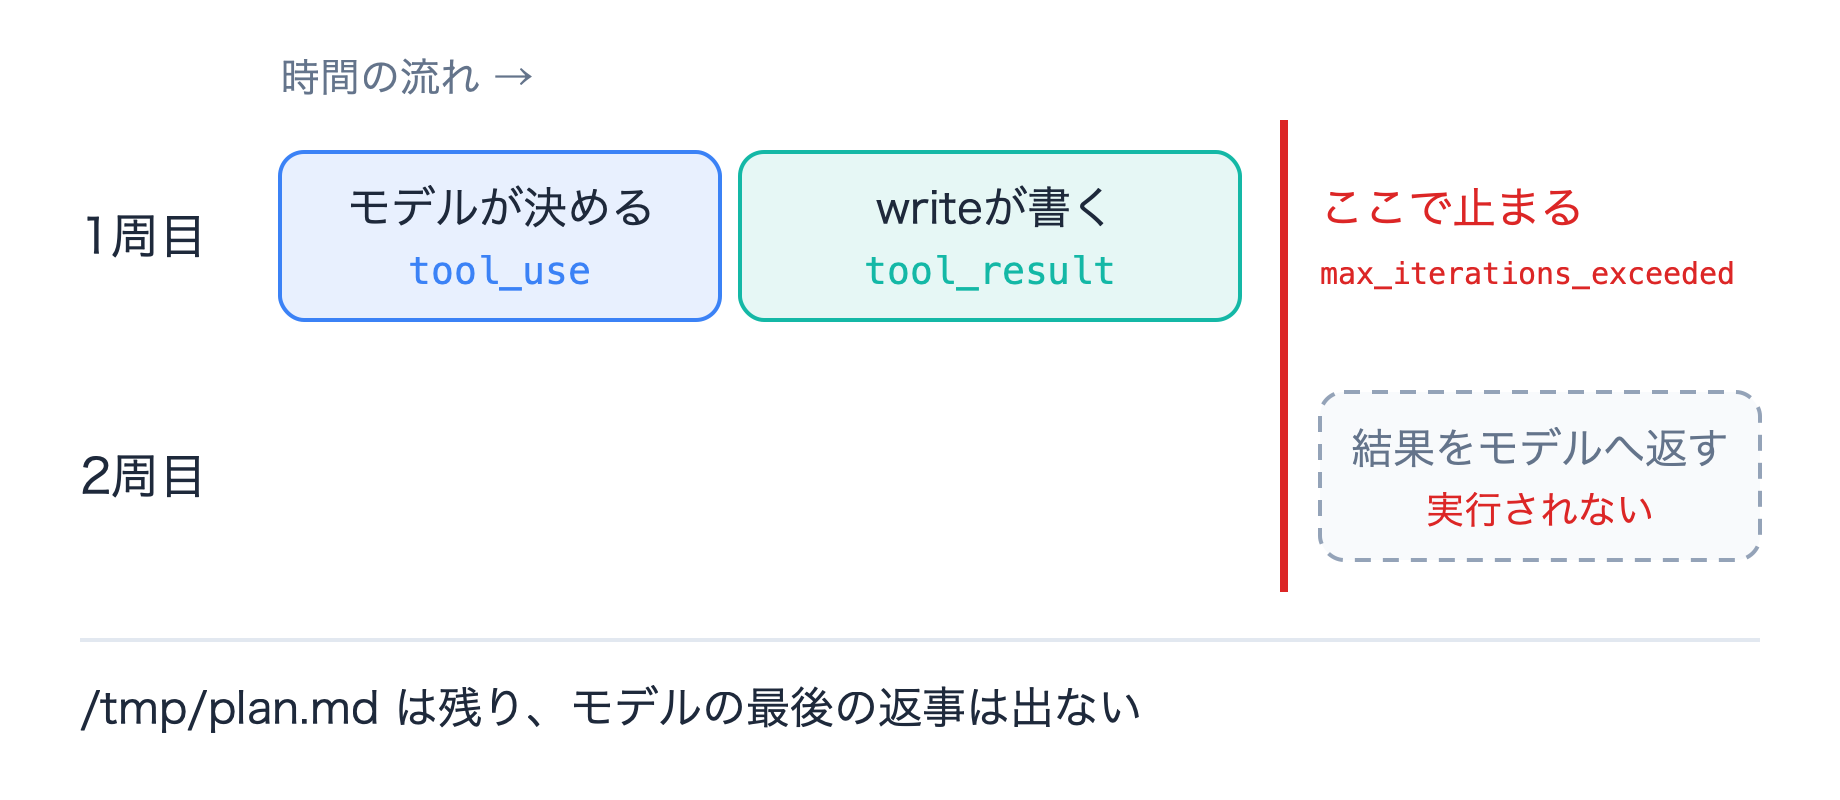 時間の流れ →
1周目
モデルが決める
tool_use
writeが書く
tool_result
ここで止まる
max_iterations_exceeded
2周目
結果をモデルへ返す
実行されない
/tmp/plan.md は残り、モデルの最後の返事は出ない